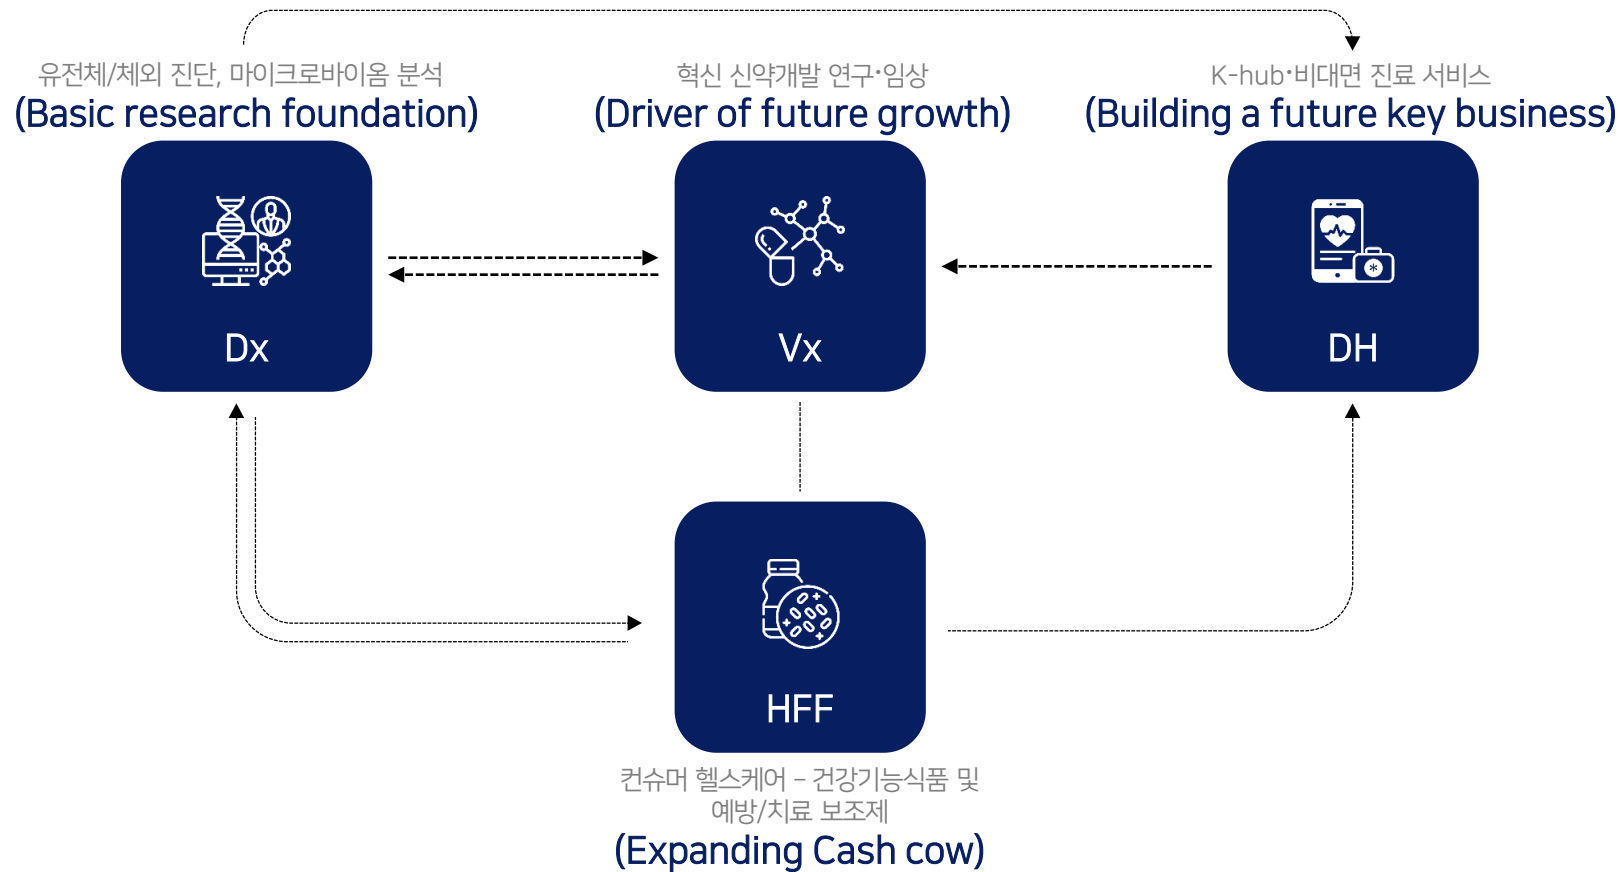 유전체/체외 진단, 마이크로바이옴 분석
(Basic research foundation)
Dx
혁신 신약개발 연구•임상
(Driver of future growth)
Vx
K-hub•비대면 진료 서비스
(Building a future key business)
DH
HFF
컨슈머 헬스케어 – 건강기능식품 및
예방/치료 보조제
(Expanding Cash cow)